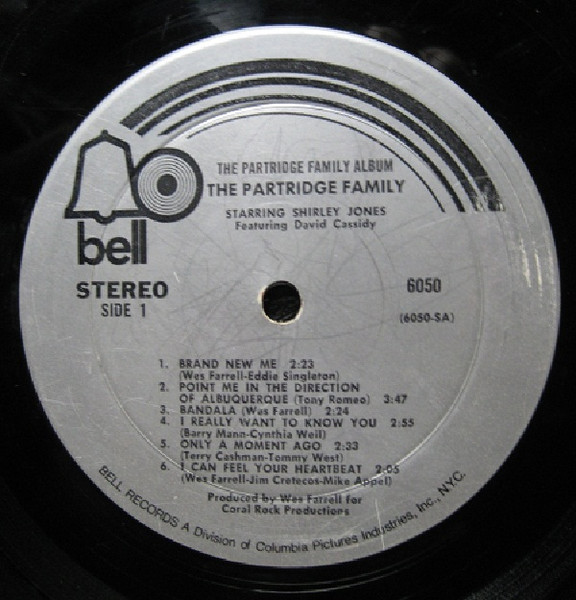 THE PARTRIDGE FAMILY ALBUM
THE PARTRIDGE FAMILY
STARRING SHIRLEY JONES
Featuring David Cassidy
bell
STEREO
SIDE 1
6050
(6050-SA)
1. BRAND NEW ME 2:23
(Wes Farrell-Eddie Singleton)
2. POINT ME IN THE DIRECTION
OF ALBUQUERQUE (Tony Romeo) 3:47
3. BANDALA (Wes Farrell) 2:24
4. I REALLY WANT TO KNOW YOU 2:55
(Barry Mann-Cynthia Weil)
5. ONLY A MOMENT AGO 2:33
(Terry Cashman-Tommy West)
6. I CAN FEEL YOUR HEARTBEAT 2:05
(Wes Farrell-Jim Cretecos-Mike Appel)
Produced by Wes Farrell for
Coral Rock Productions
BELL RECORDS A Division of Columbia Pictures Industries, Inc., N.Y.C.